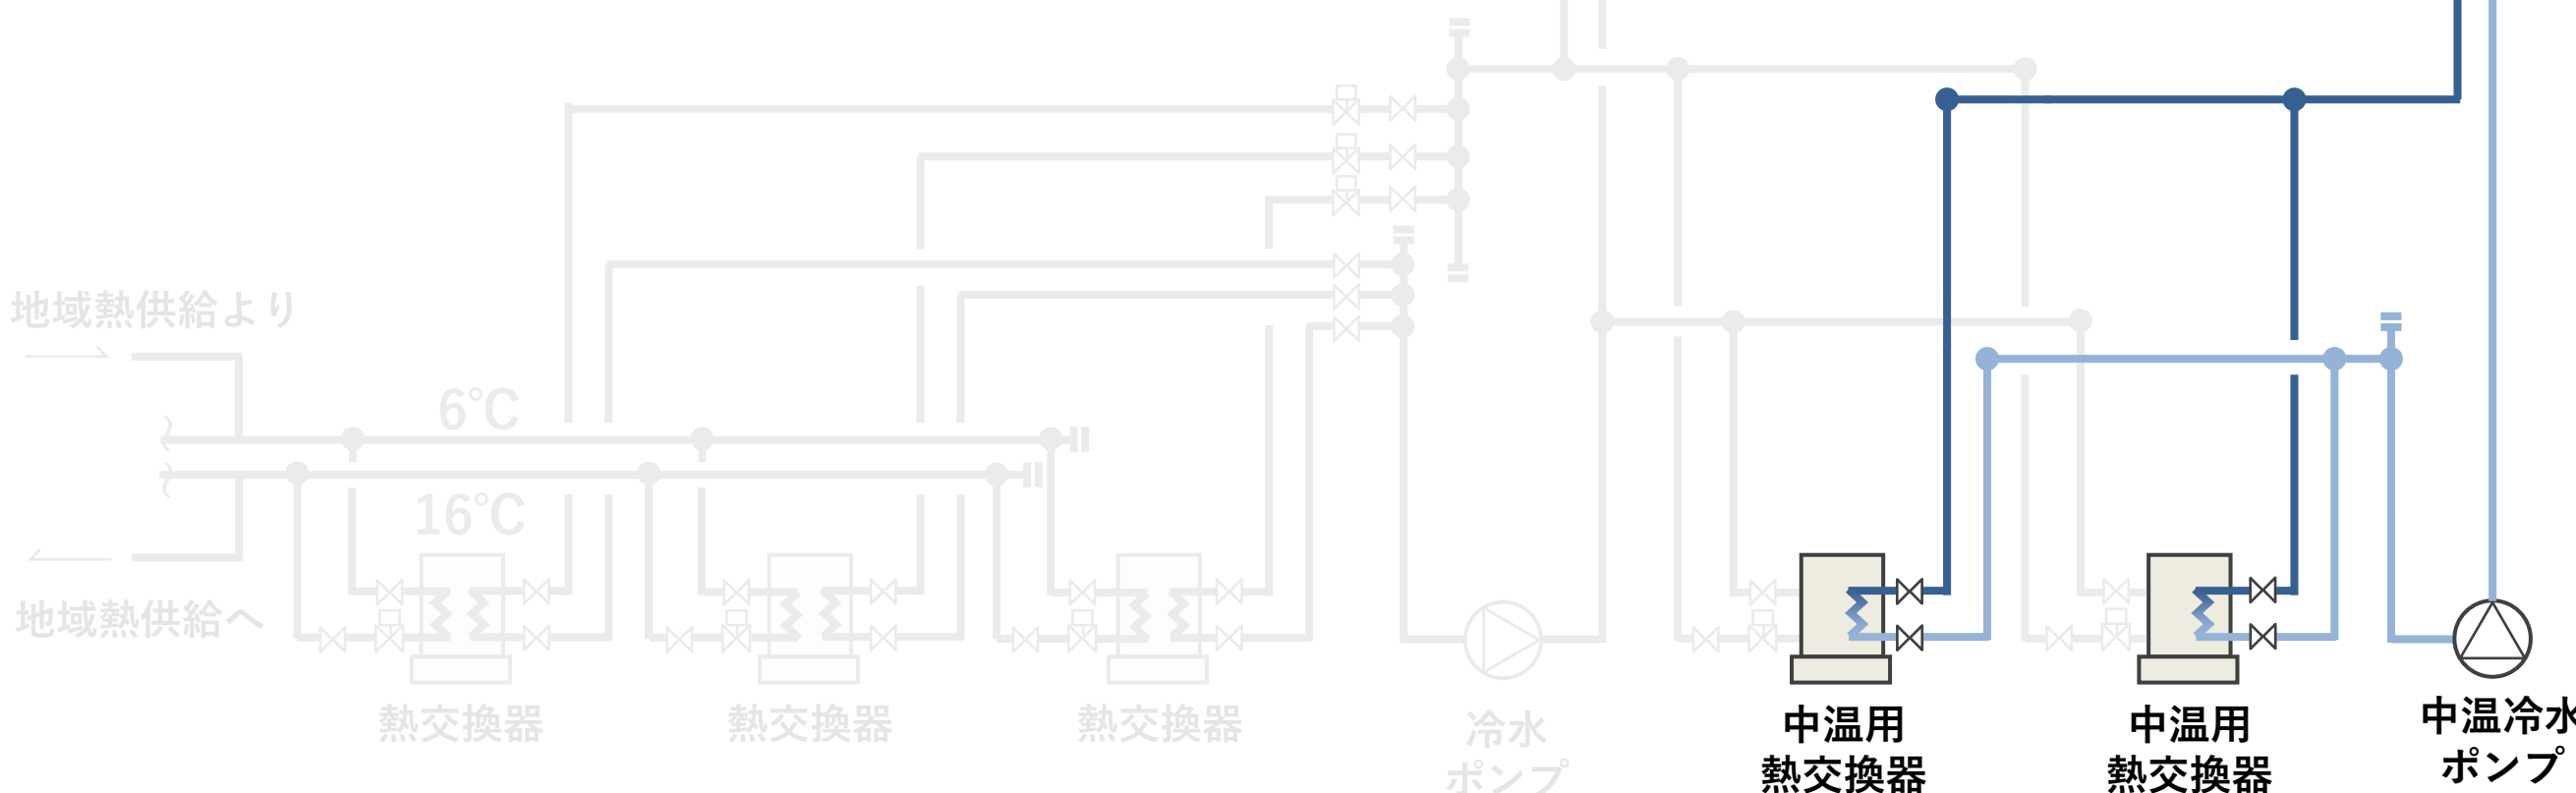 地域熱供給より
6℃
16℃
地域熱供給へ
熱交換器
熱交換器
熱交換器
冷水
ポンプ
中温用
熱交換器
中温用
熱交換器
中温冷水
ポンプ